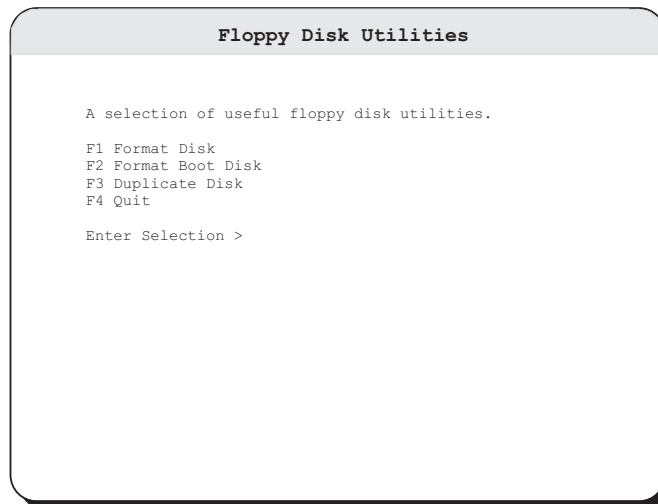 Floppy Disk Utilities
A selection of useful floppy disk utilities.
F1 Format Disk
F2 Format Boot Disk
F3 Duplicate Disk
F4 Quit
Enter Selection >